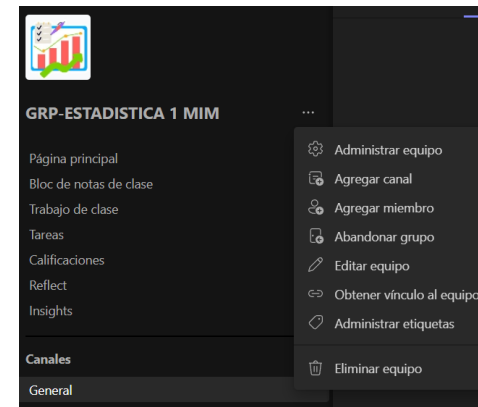 GRP-ESTADISTICA 1 MIM
...
Página principal
Bloc de notas de clase
Trabajo de clase
Tareas
Calificaciones
Reflect
Insights
Canales
General
Administrar equipo
Agregar canal
Agregar miembro
Abandonar grupo
Editar equipo
Obtener vínculo al equipo
Administrar etiquetas
Eliminar equipo